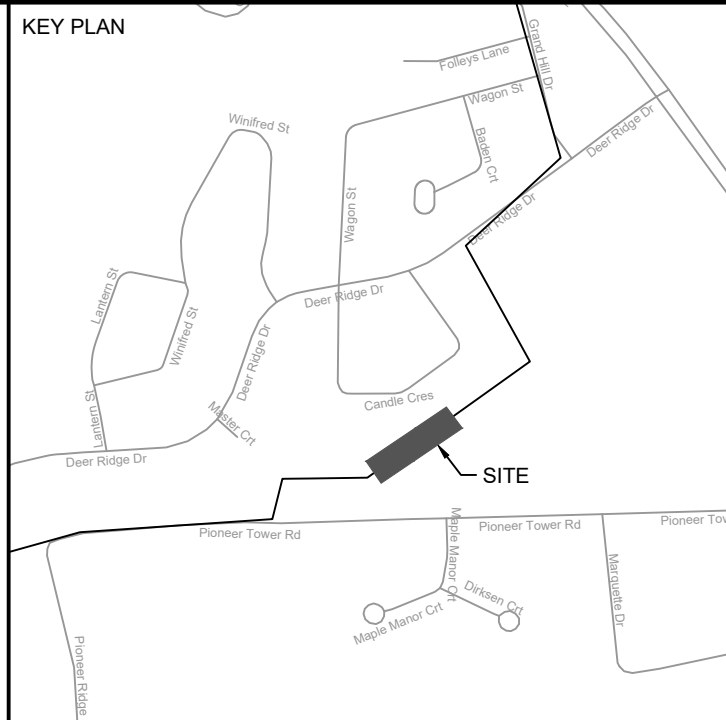 KEY PLAN
Folleys Lane
Grand Hill Dr
Wagon St
Winifred St
Deer Ridge Dr
Baden Crt
Wagon St
Deer Ridge Dr
Lantern St
Deer Ridge Dr
Winifred St
Deer Ridge Dr
Candle Cres
Master Crt
Lantern St
Deer Ridge Dr
SITE
Pioneer Tower Rd
Maple Manor Crt
Pioneer Tower Rd
Pioneer Tow
Marquette Dr
Dirksen Crt
Maple Manor Crt
Pioneer Ridge